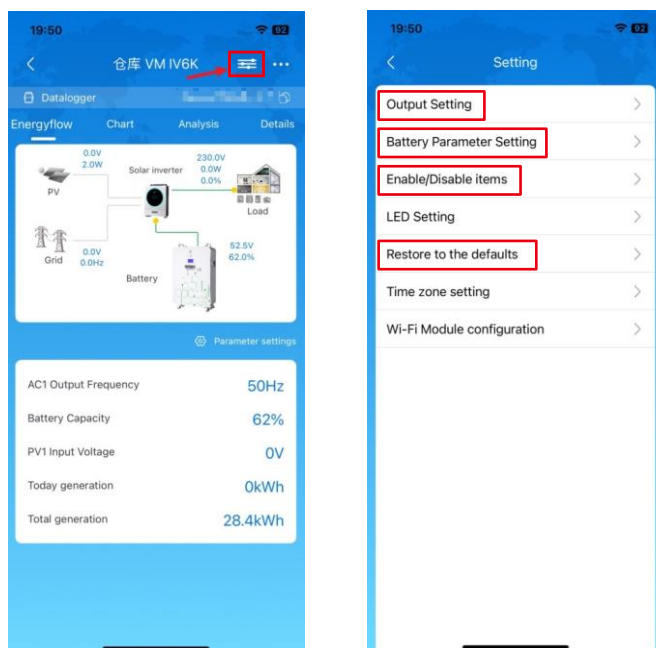 19:50
02
仓库 VM IV6K
Datalogger
Energyflow
Chart
Analysis
Details
0.0V
2.0W
PV
Solar inverter
230.0V
0.0W
0.0%
Load
Grid
0.0V
0.0Hz
Battery
52.5V
62.0%
Parameter settings
AC1 Output Frequency
50Hz
Battery Capacity
62%
PV1 Input Voltage
0V
Today generation
0kWh
Total generation
28.4kWh
19:50
02
Setting
Output Setting
Battery Parameter Setting
Enable/Disable items
LED Setting
Restore to the defaults
Time zone setting
Wi-Fi Module configuration